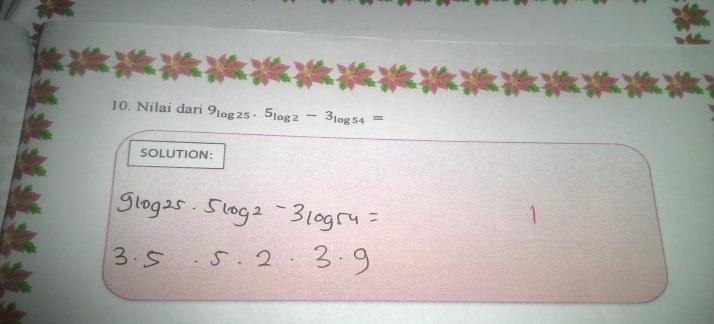 10. Nilai dari 9log25 . 5log2 − 3log54 =
SOLUTION:
9log25 . 5log2 - 3log54 =
1
3.5 . 5.2 . 3.9